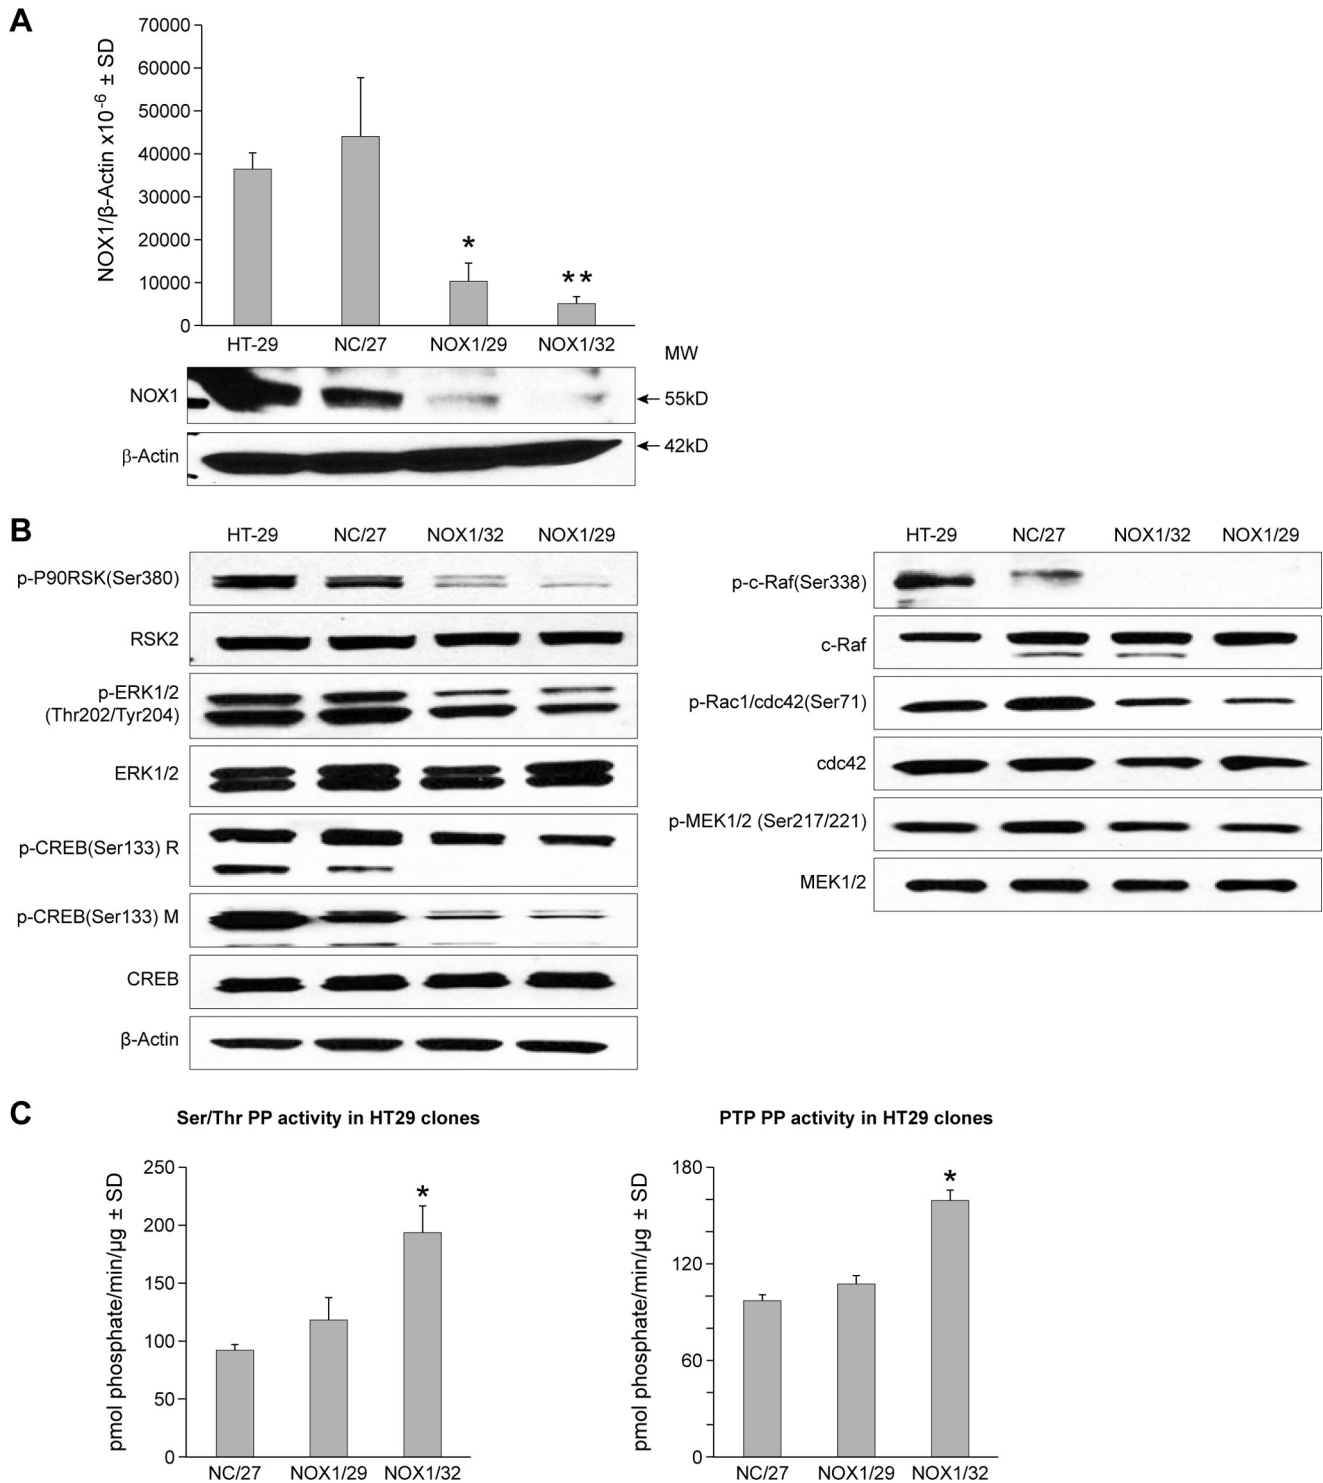 A
NOX1/β-Actin x10-6 ± SD
70000
60000
50000
40000
30000
20000
10000
0
*
**
HT-29 NC/27 NOX1/29 NOX1/32
MW
NOX1
55kD
β-Actin
42kD
B
HT-29 NC/27 NOX1/32 NOX1/29
p-P90RSK(Ser380)
RSK2
p-ERK1/2
(Thr202/Tyr204)
ERK1/2
p-CREB(Ser133) R
p-CREB(Ser133) M
CREB
β-Actin
HT-29 NC/27 NOX1/32 NOX1/29
p-c-Raf(Ser338)
c-Raf
p-Rac1/cdc42(Ser71)
cdc42
p-MEK1/2 (Ser217/221)
MEK1/2
C
Ser/Thr PP activity in HT29 clones
pmol phosphate/min/µg ± SD
250
200
150
100
50
0
*
NC/27 NOX1/29 NOX1/32
PTP PP activity in HT29 clones
pmol phosphate/min/µg ± SD
180
120
60
0
*
NC/27 NOX1/29 NOX1/32